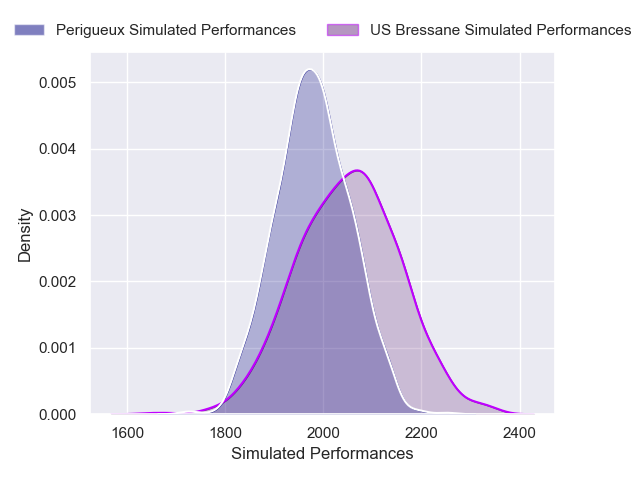 Perigueux Simulated Performances US Bressane Simulated Performances
0.005
0.004
0.003
0.002
0.001
0.000
Density
1600 1800 2000 2200 2400
Simulated Performances